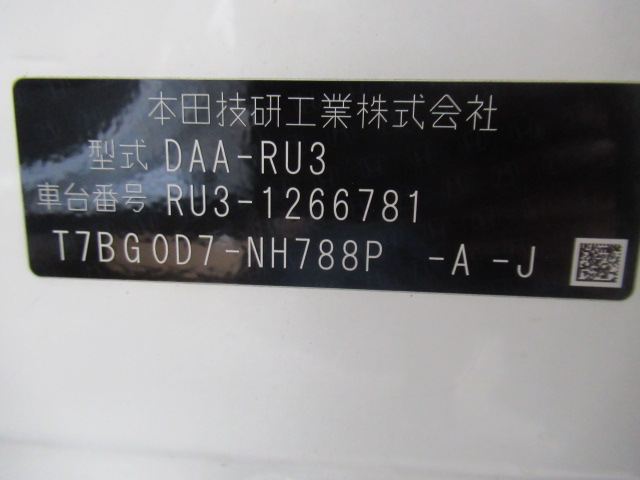 本田技研工業株式会社
型式 DAA-RU3
車台番号 RU3-1266781
T7BG0D7-NH788P -A -J